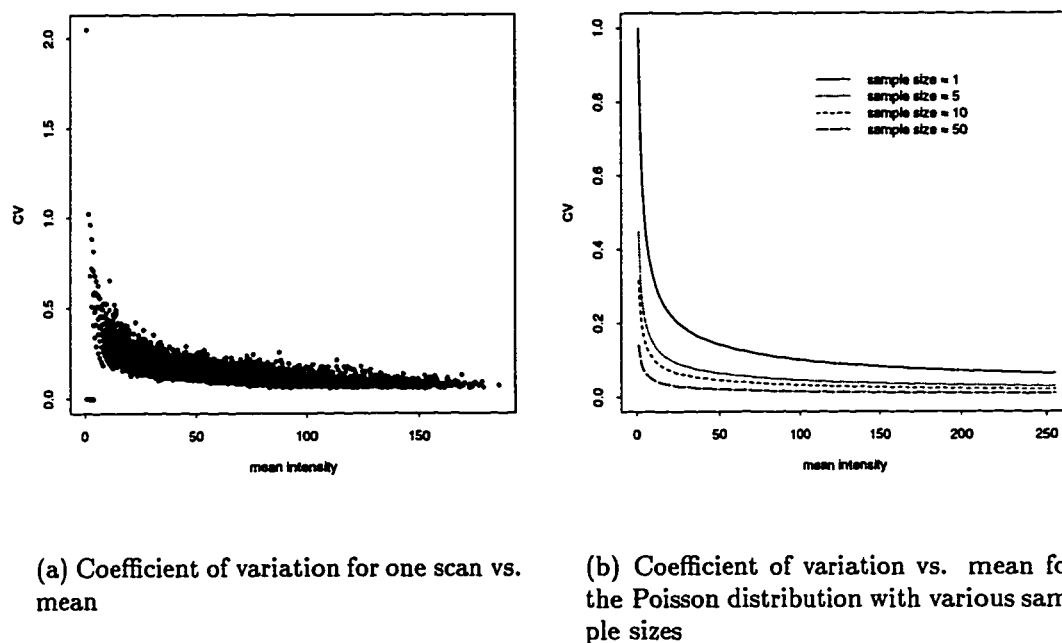 2.0
1.5
1.0
0.5
0.0
CV
0
50
100
150
mean intensity
1.0
0.8
0.6
0.4
0.2
0.0
CV
sample size = 1
sample size = 5
sample size = 10
sample size = 50
0
50
100
150
200
250
mean intensity
(a) Coefficient of variation for one scan vs.
mean
(b) Coefficient of variation vs. mean fo
the Poisson distribution with various sam
ple sizes